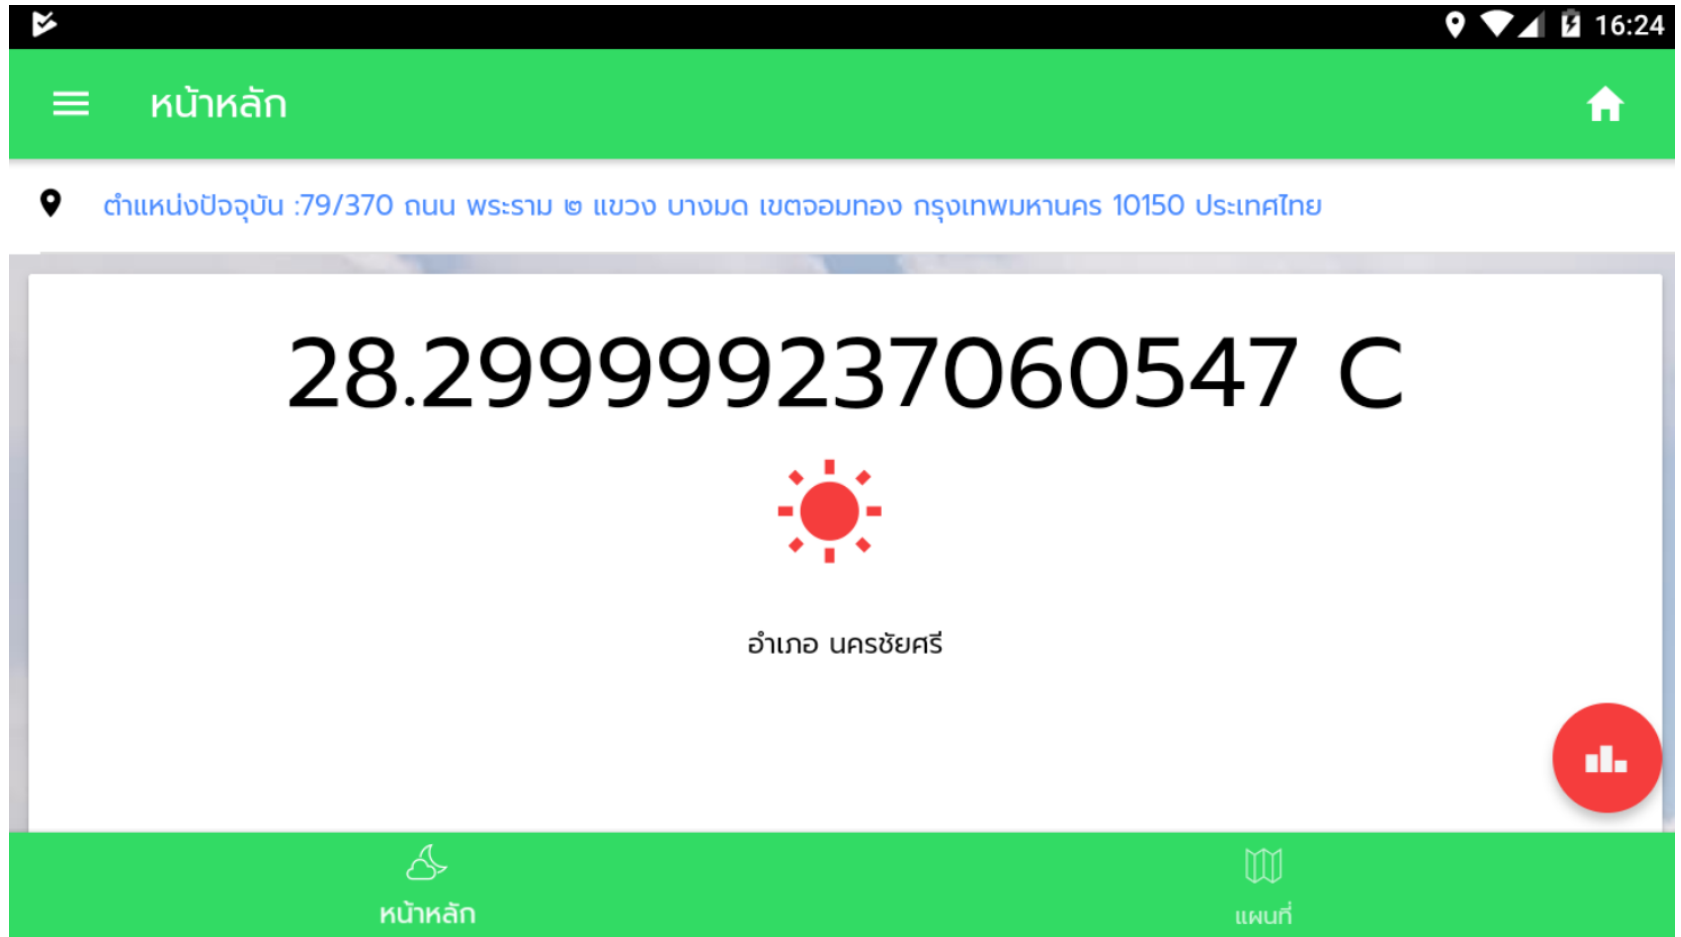 16:24
หน้าหลัก
ตำแหน่งปัจจุบัน :79/370 ถนน พระราม ๒ แขวง บางมด เขตจอมทอง กรุงเทพมหานคร 10150 ประเทศไทย
28.299999237060547 C
อำเภอ นครชัยศรี
หน้าหลัก
แผนที่